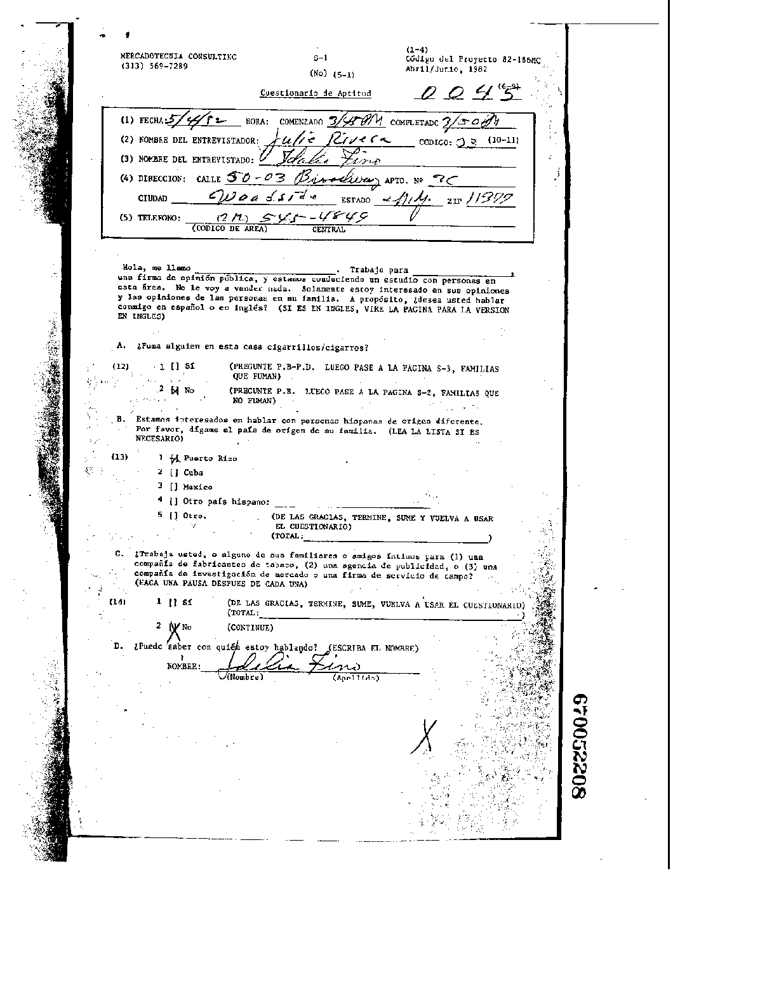 MERCADOTECNIA CONSULTING
(313) 569-7289
S-1
(No) (5-1)
(1-4)
Código del Proyecto 82-186MC
Abril/Junio, 1982
Cuestionario de Aptitud
0045 (6-9)
(1) FECHA: 5/4/82 HORA: COMENZADO 3/45PM COMPLETADO 3/50PM
(2) NOMBRE DEL ENTREVISTADOR: Julie Rivera CODIGO: (10-11)
(3) NOMBRE DEL ENTREVISTADO: Idalia Fino
(4) DIRECCION: CALLE 50-03 Broadway APTO. Nº
CIUDAD Woodside ESTADO N.Y. ZIP 11377
(5) TELEFONO: (212) 545-4849
(CODIGO DE AREA) CENTRAL
Hola, me llamo . Trabajo para ,
una firma de opinión pública, y estamos conduciendo un estudio con personas en
esta área. No le voy a vender nada. Solamente estoy interesado en sus opiniones
y las opiniones de las personas en su familia. A propósito, ¿desea usted hablar
conmigo en español o en inglés? (SI ES EN INGLES, VIRE LA PAGINA PARA LA VERSION
EN INGLES)
A. ¿Fuma alguien en esta casa cigarrillos/cigarros?
(12) 1 [] Sí (PREGUNTE P.B-P.D. LUEGO PASE A LA PAGINA S-3, FAMILIAS
QUE FUMAN)
2 [X] No (PREGUNTE P.B. LUEGO PASE A LA PAGINA S-2, FAMILIAS QUE
NO FUMAN)
B. Estamos interesados en hablar con personas hispanas de origen diferente.
Por favor, dígame el país de origen de su familia. (LEA LA LISTA SI ES
NECESARIO)
(13) 1 [X] Puerto Rico
2 [] Cuba
3 [] Mexico
4 [] Otro país hispano:
5 [] Otro. (DE LAS GRACIAS, TERMINE, SUME Y VUELVA A USAR
EL CUESTIONARIO)
(TOTAL: )
C. ¿Trabaja usted, o alguno de sus familiares o amigos íntimos para (1) una
compañía de fabricantes de tabaco, (2) una agencia de publicidad, o (3) una
compañía de investigación de mercado o una firma de servicio de campo?
(HAGA UNA PAUSA DESPUES DE CADA UNA)
(14) 1 [] Sí (DE LAS GRACIAS, TERMINE, SUME, VUELVA A USAR EL CUESTIONARIO)
(TOTAL: )
2 [X] No (CONTINUE)
D. ¿Puedo saber con quién estoy hablando? (ESCRIBA EL NOMBRE)
NOMBRE: Idalia Fino
(Nombre) (Apellido)
X
670052208